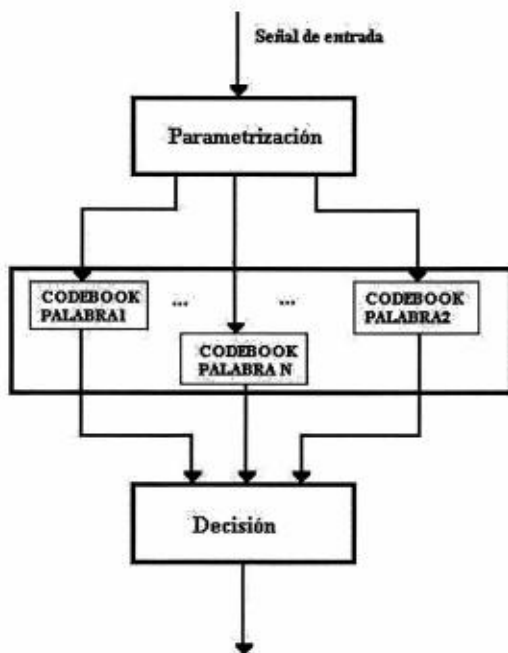 Señal de entrada
Parametrización
CODEBOOK
PALABRA1
...
...
CODEBOOK
PALABRA2
CODEBOOK
PALABRA N
Decisión